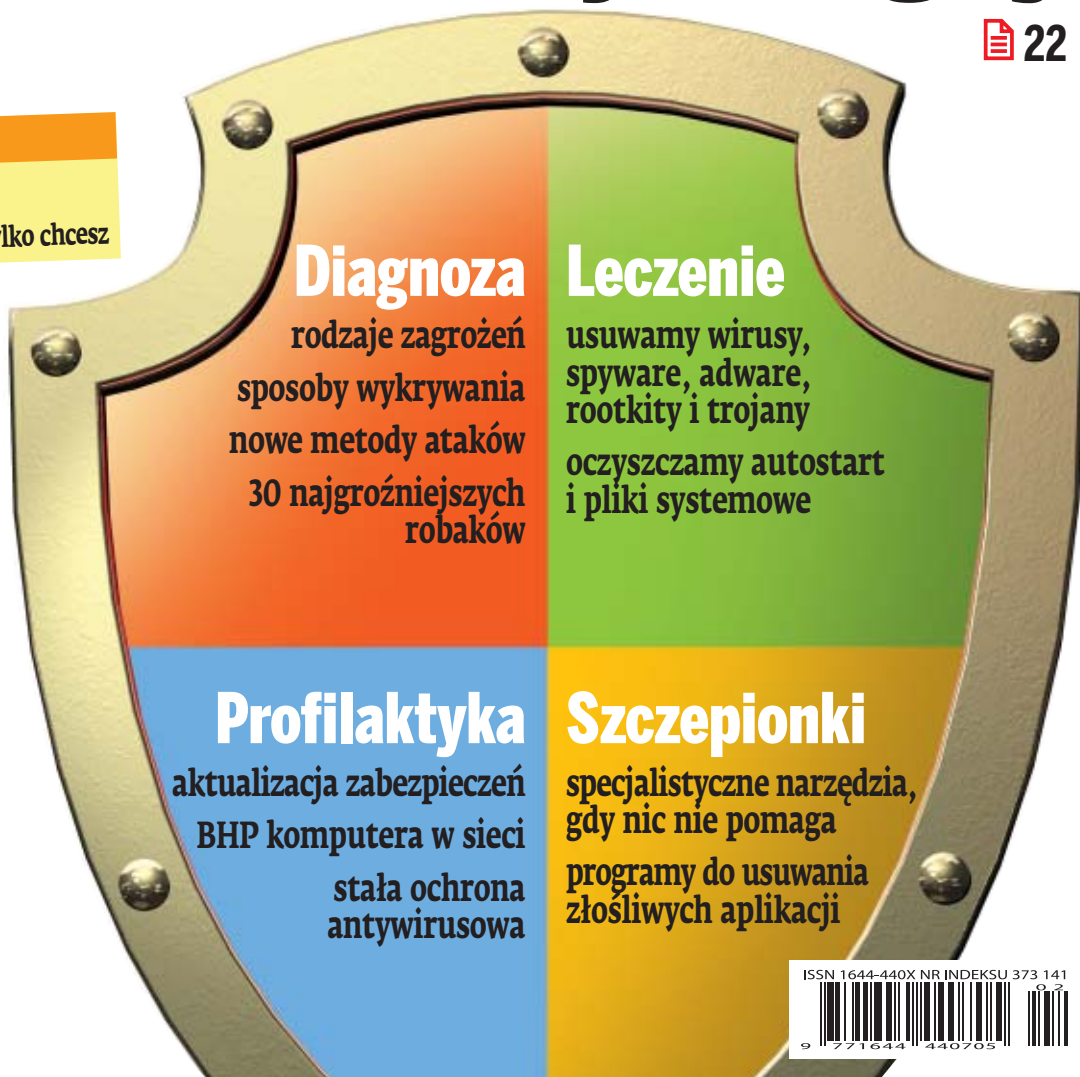 22
lko chcesz
Diagnoza
rodzaje zagrożeń
sposoby wykrywania
nowe metody ataków
30 najgroźniejszych
robaków
Leczenie
usuwamy wirusy,
spyware, adware,
rootkity i trojany
oczyszczamy autostart
i pliki systemowe
Profilaktyka
aktualizacja zabezpieczeń
BHP komputera w sieci
stała ochrona
antywirusowa
Szczepionki
specjalistyczne narzędzia,
gdy nic nie pomaga
programy do usuwania
złośliwych aplikacji
ISSN 1644-440X NR INDEKSU 373 141
0 2
9 771644 440705